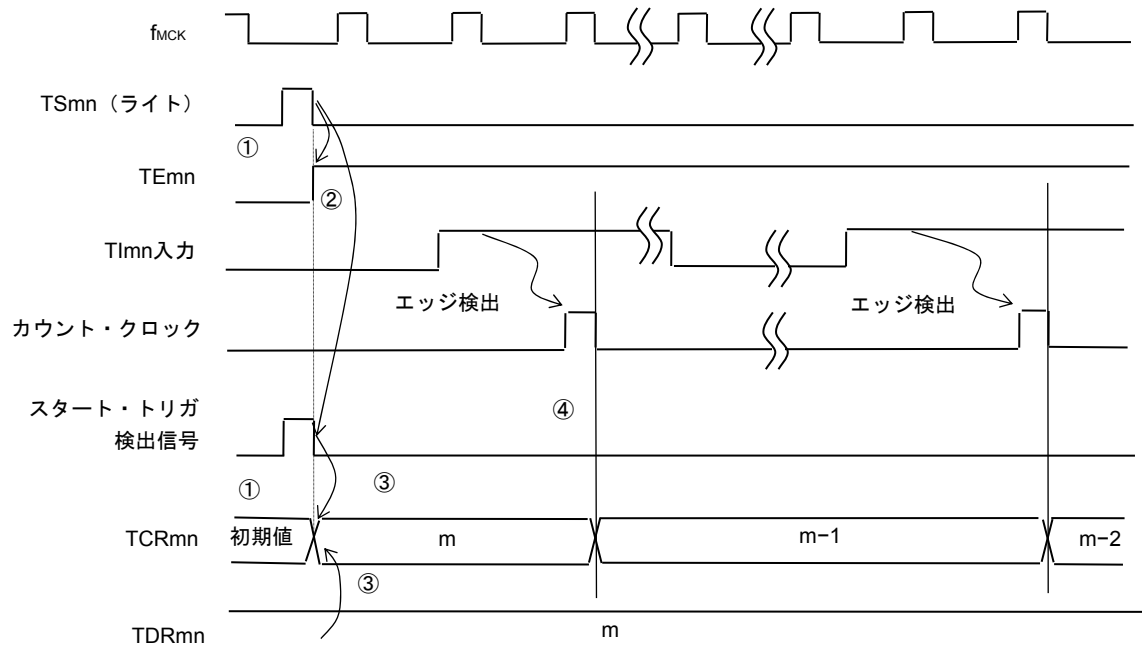 fMCK
TSmn（ライト）
①
TEmn
②
TImn入力
エッジ検出
エッジ検出
カウント・クロック
スタート・トリガ
検出信号
④
①
③
TCRmn
初期値
m
m−1
m−2
③
TDRmn
m